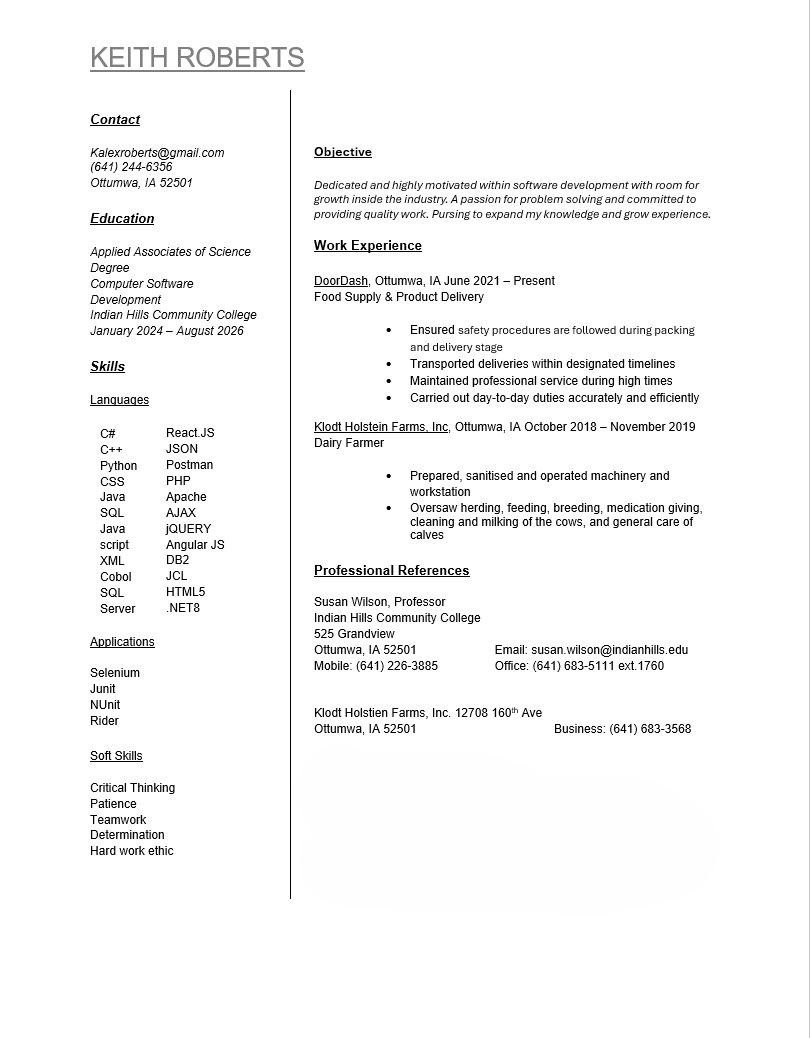 KEITH ROBERTS
Contact
Kalexroberts@gmail.com
(641) 244-6356
Ottumwa, IA 52501
Education
Applied Associates of Science
Degree
Computer Software
Development
Indian Hills Community College
January 2024 – August 2026
Skills
Languages
C#
C++
Python
CSS
Java
SQL
Java
script
XML
Cobol
SQL
Server
React.JS
JSON
Postman
PHP
Apache
AJAX
jQUERY
Angular JS
DB2
JCL
HTML5
.NET8
Applications
Selenium
Junit
NUnit
Rider
Soft Skills
Critical Thinking
Patience
Teamwork
Determination
Hard work ethic
Objective
Dedicated and highly motivated within software development with room for
growth inside the industry. A passion for problem solving and committed to
providing quality work. Pursing to expand my knowledge and grow experience.
Work Experience
DoorDash, Ottumwa, IA June 2021 – Present
Food Supply & Product Delivery
• Ensured safety procedures are followed during packing
and delivery stage
• Transported deliveries within designated timelines
• Maintained professional service during high times
• Carried out day-to-day duties accurately and efficiently
Klodt Holstein Farms, Inc, Ottumwa, IA October 2018 – November 2019
Dairy Farmer
• Prepared, sanitised and operated machinery and
workstation
• Oversaw herding, feeding, breeding, medication giving,
cleaning and milking of the cows, and general care of
calves
Professional References
Susan Wilson, Professor
Indian Hills Community College
525 Grandview
Ottumwa, IA 52501 Email: susan.wilson@indianhills.edu
Mobile: (641) 226-3885 Office: (641) 683-5111 ext.1760
Klodt Holstien Farms, Inc. 12708 160th Ave
Ottumwa, IA 52501 Business: (641) 683-3568